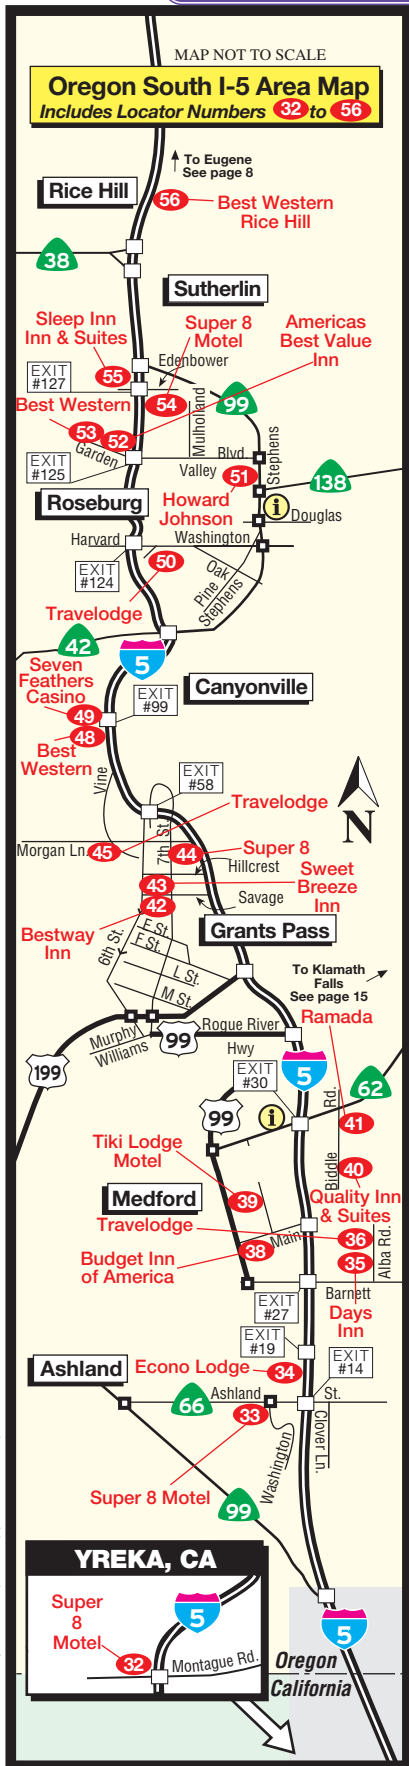 MAP NOT TO SCALE
Oregon South I-5 Area Map
Includes Locator Numbers 32 to 56
To Eugene
See page 8
Rice Hill
56
Best Western
Rice Hill
38
Sutherlin
Sleep Inn
Inn & Suites
Super 8
Motel
Americas
Best Value
Inn
Edenbower
EXIT
#127
55
54
99
Best Western
Mulholland
53
52
Garden
Blvd.
Stephens
EXIT
#125
Valley
51
138
Roseburg
Howard
Johnson
i
Douglas
Harvard
Washington
EXIT
#124
50
Oak
Pine
Stephens
Travelodge
42
5
Seven
Feathers
Casino
Canyonville
EXIT
#99
49
48
Best
Western
EXIT
#58
Vine
Travelodge
N
7th St.
Morgan Ln.
45
44
Super 8
Hillcrest
43
Sweet
Breeze
Inn
Savage
42
Bestway
Inn
Grants Pass
6th St.
E St.
F St.
L St.
M St.
To Klamath
Falls
See page 15
Ramada
Murphy
Williams
99
Rogue River
Hwy
199
5
EXIT
#30
62
99
i
Rd.
41
Tiki Lodge
Motel
Biddle
40
Medford
39
Quality Inn
& Suites
Travelodge
36
Main
38
Alba Rd.
Budget Inn
of America
35
Barnett
EXIT
#27
Days
Inn
EXIT
#19
EXIT
#14
Ashland
Econo Lodge
34
66
Ashland
St.
33
Washington
Clover Ln.
Super 8 Motel
99
YREKA, CA
Super
8
Motel
5
32
Montague Rd.
5
Oregon
California